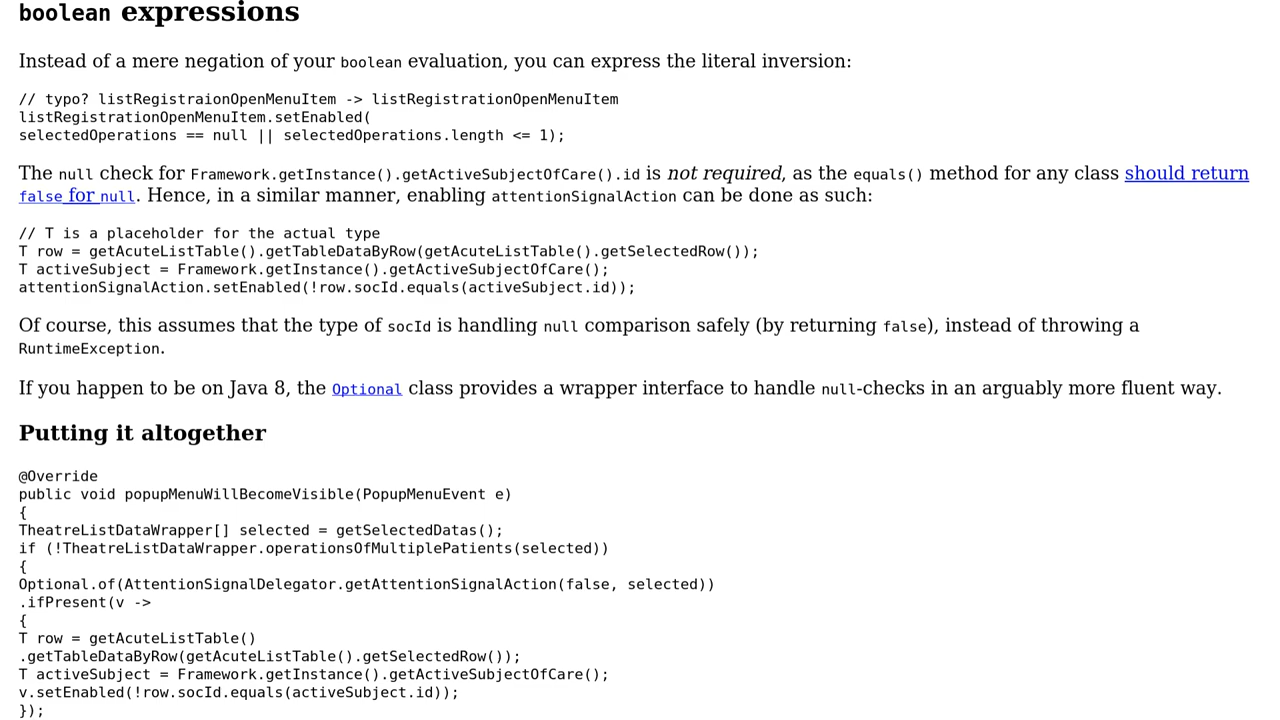 boolean expressions
Instead of a mere negation of your boolean evaluation, you can express the literal inversion:
// typo? listRegistraionOpenMenuItem -> listRegistrationOpenMenuItem
listRegistrationOpenMenuItem.setEnabled(
selectedOperations == null || selectedOperations.length <= 1);
The null check for Framework.getInstance().getActiveSubjectOfCare().id is not required, as the equals() method for any class should return
false for null. Hence, in a similar manner, enabling attentionSignalAction can be done as such:
// T is a placeholder for the actual type
T row = getAcuteListTable().getTableDataByRow(getAcuteListTable().getSelectedRow());
T activeSubject = Framework.getInstance().getActiveSubjectOfCare();
attentionSignalAction.setEnabled(!row.socId.equals(activeSubject.id));
Of course, this assumes that the type of socId is handling null comparison safely (by returning false), instead of throwing a
RuntimeException.
If you happen to be on Java 8, the Optional class provides a wrapper interface to handle null-checks in an arguably more fluent way.
Putting it altogether
@Override
public void popupMenuWillBecomeVisible(PopupMenuEvent e)
{
TheatreListDataWrapper[] selected = getSelectedDatas();
if (!TheatreListDataWrapper.operationsOfMultiplePatients(selected))
{
Optional.of(AttentionSignalDelegator.getAttentionSignalAction(false, selected))
.ifPresent(v ->
{
T row = getAcuteListTable()
.getTableDataByRow(getAcuteListTable().getSelectedRow());
T activeSubject = Framework.getInstance().getActiveSubjectOfCare();
v.setEnabled(!row.socId.equals(activeSubject.id));
});